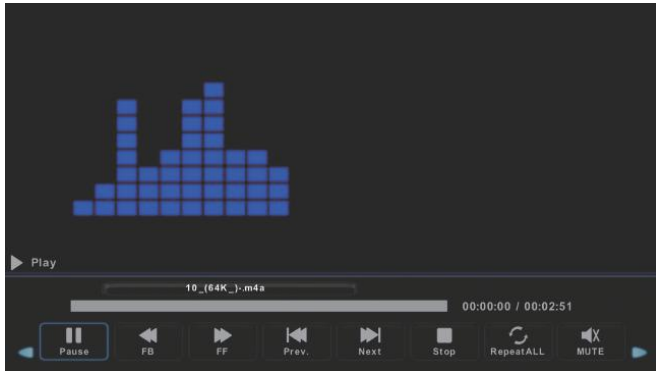 Play
10_(64K_)-.m4a
00:00:00 / 00:02:51
Pause FB FF Prev. Next Stop RepeatALL MUTE